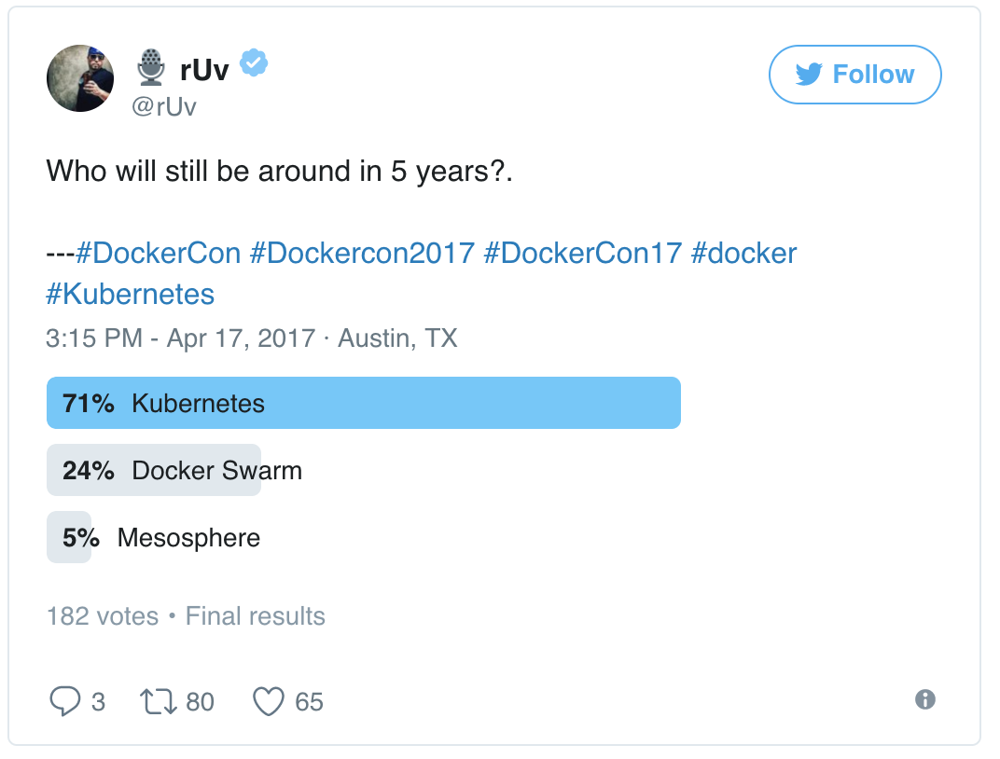 🎙 rUv
@rUv
Follow
Who will still be around in 5 years?.
---#DockerCon #Dockercon2017 #DockerCon17 #docker
#Kubernetes
3:15 PM - Apr 17, 2017 · Austin, TX
71% Kubernetes
24% Docker Swarm
5% Mesosphere
182 votes • Final results
3 80 65